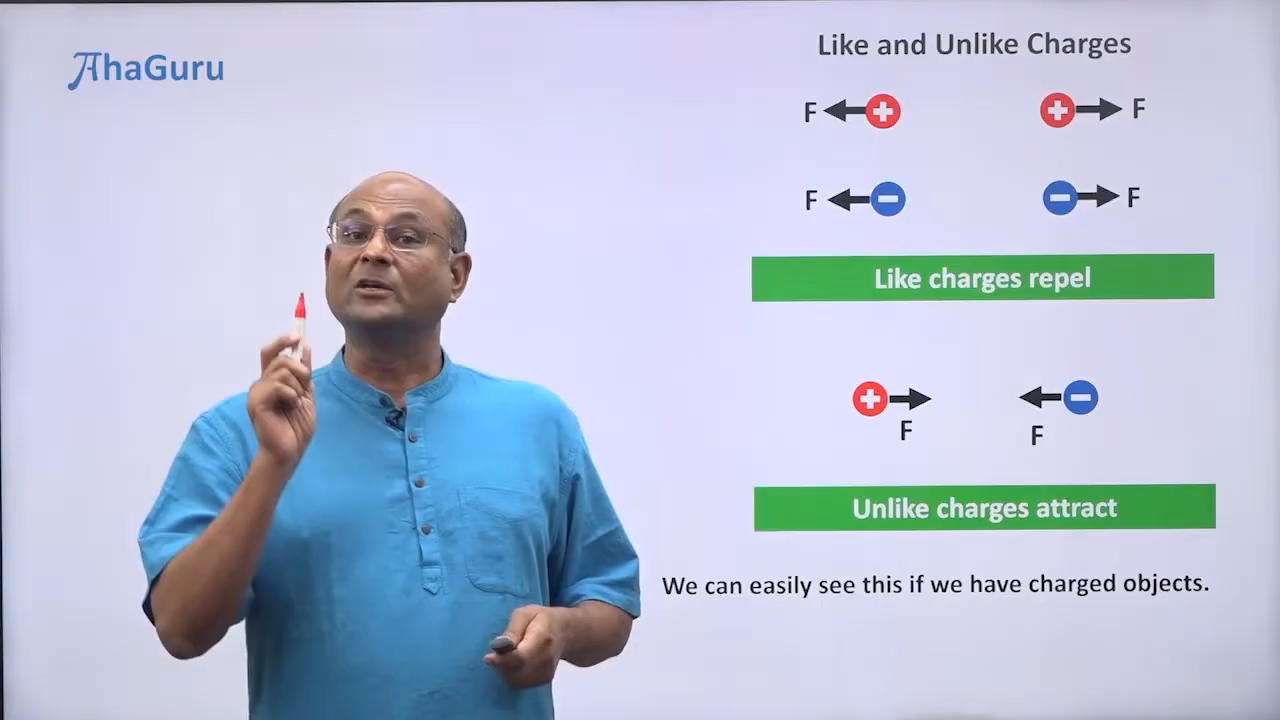 AhaGuru
Like and Unlike Charges
F + + F
F − − F
Like charges repel
+ −
F F
Unlike charges attract
We can easily see this if we have charged objects.